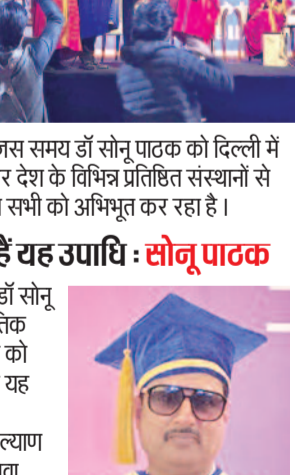 समय डॉ सोनू पाठक को दिल्ली में
देश के विभिन्न प्रतिष्ठित संस्थानों से
सभी को अभिभूत कर रहा है ।
यह उपाधि : सोनू पाठक
डॉ सोनू
को
यह